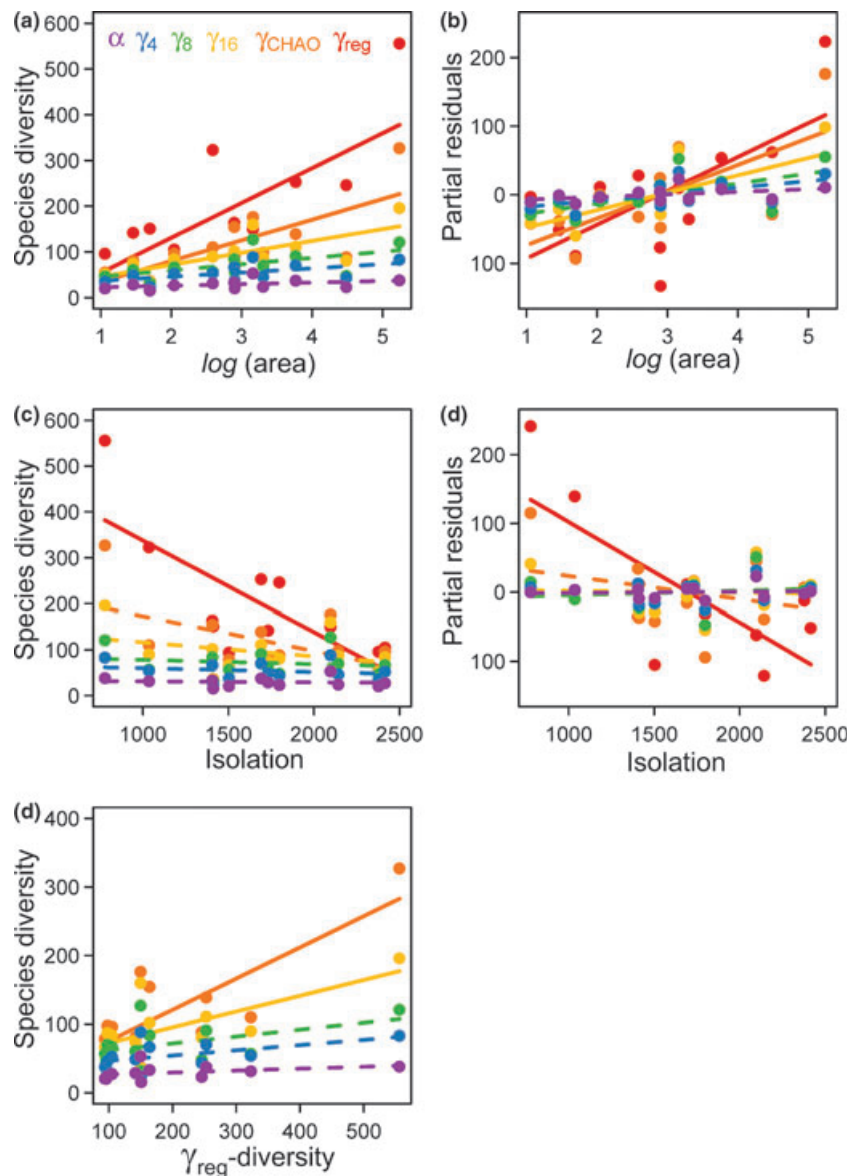 (a)
600
500
400
300
200
100
0
α γ4 γ8 γ16 γCHAO γreg
Species diversity
1 2 3 4 5
log (area)
(b)
200
100
0
100
Partial residuals
1 2 3 4 5
log (area)
(c)
600
500
400
300
200
100
0
Species diversity
1000 1500 2000 2500
Isolation
(d)
200
100
0
100
Partial residuals
1000 1500 2000 2500
Isolation
(d)
400
300
200
100
0
Species diversity
100 200 300 400 500
γreg-diversity